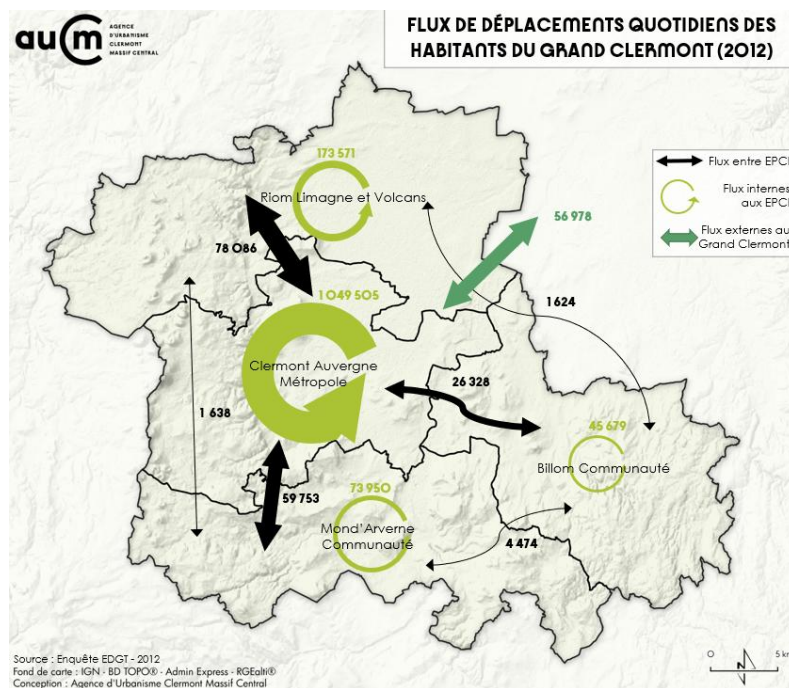 auCm
AGENCE
D'URBANISME
CLERMONT
MASSIF CENTRAL
FLUX DE DÉPLACEMENTS QUOTIDIENS DES
HABITANTS DU GRAND CLERMONT (2012)
Flux entre EPCI
Flux internes
aux EPCI
Flux externes au
Grand Clermont
173 571
Riom Limagne et Volcans
56 978
78 086
1 049 505
1 624
Clermont Auvergne
Métropole
26 328
1 638
45 679
Billom Communauté
59 753
73 950
Mond'Arverne
Communauté
4 474
Source : Enquête EDGT - 2012
Fond de carte : IGN - BD TOPO® - Admin Express - RGEalti®
Conception : Agence d'Urbanisme Clermont Massif Central
0
5 km
N